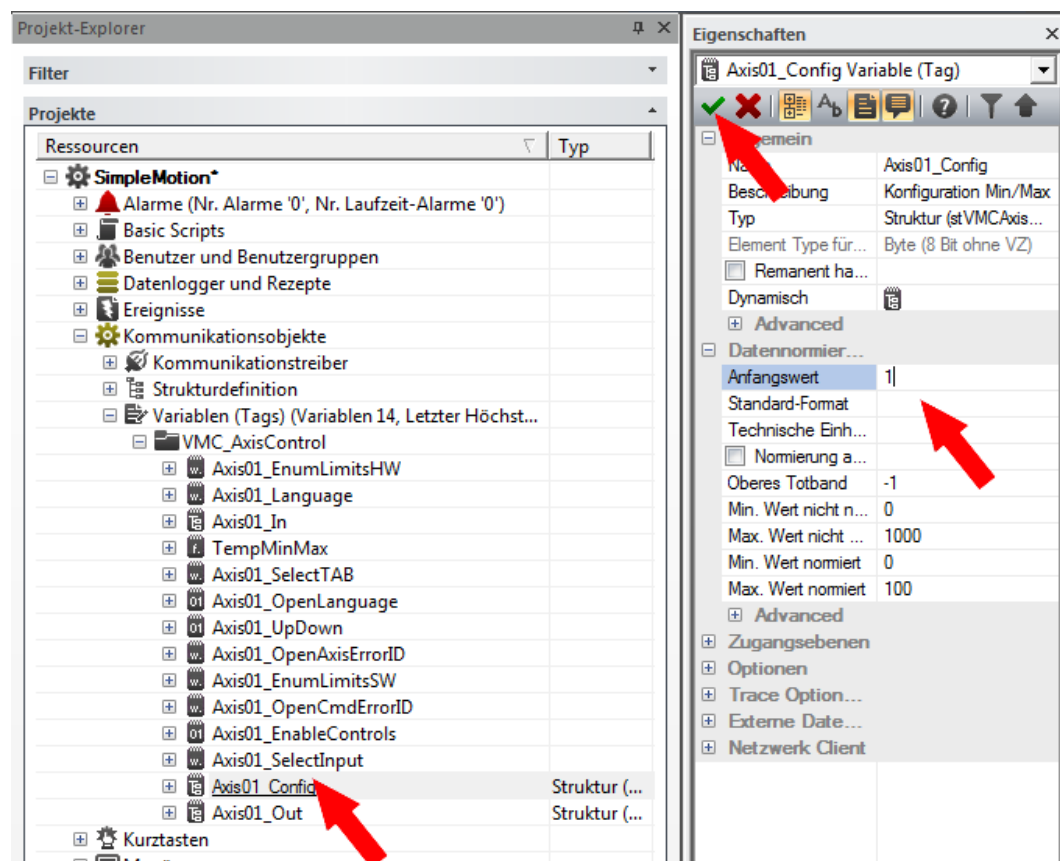 Projekt-Explorer
Filter
Projekte
Ressourcen Typ
SimpleMotion*
Alarme (Nr. Alarme '0', Nr. Laufzeit-Alarme '0')
Basic Scripts
Benutzer und Benutzergruppen
Datenlogger und Rezepte
Ereignisse
Kommunikationsobjekte
Kommunikationstreiber
Strukturdefinition
Variablen (Tags) (Variablen 14, Letzter Höchst...
VMC_AxisControl
Axis01_EnumLimitsHW
Axis01_Language
Axis01_In
TempMinMax
Axis01_SelectTAB
Axis01_OpenLanguage
Axis01_UpDown
Axis01_OpenAxisErrorID
Axis01_EnumLimitsSW
Axis01_OpenCmdErrorID
Axis01_EnableControls
Axis01_SelectInput
Axis01_Config Struktur (...
Axis01_Out Struktur (...
Kurztasten
Eigenschaften
Axis01_Config Variable (Tag)
Axis01_Config
Konfiguration Min/Max
Typ Struktur (stVMCAxis...
Element Type für... Byte (8 Bit ohne VZ)
Remanent ha...
Dynamisch
Advanced
Datennormier...
Anfangswert 1
Standard-Format
Technische Einh...
Normierung a...
Oberes Totband -1
Min. Wert nicht n... 0
Max. Wert nicht ... 1000
Min. Wert normiert 0
Max. Wert normiert 100
Advanced
Zugangsebenen
Optionen
Trace Option...
Externe Date...
Netzwerk Client